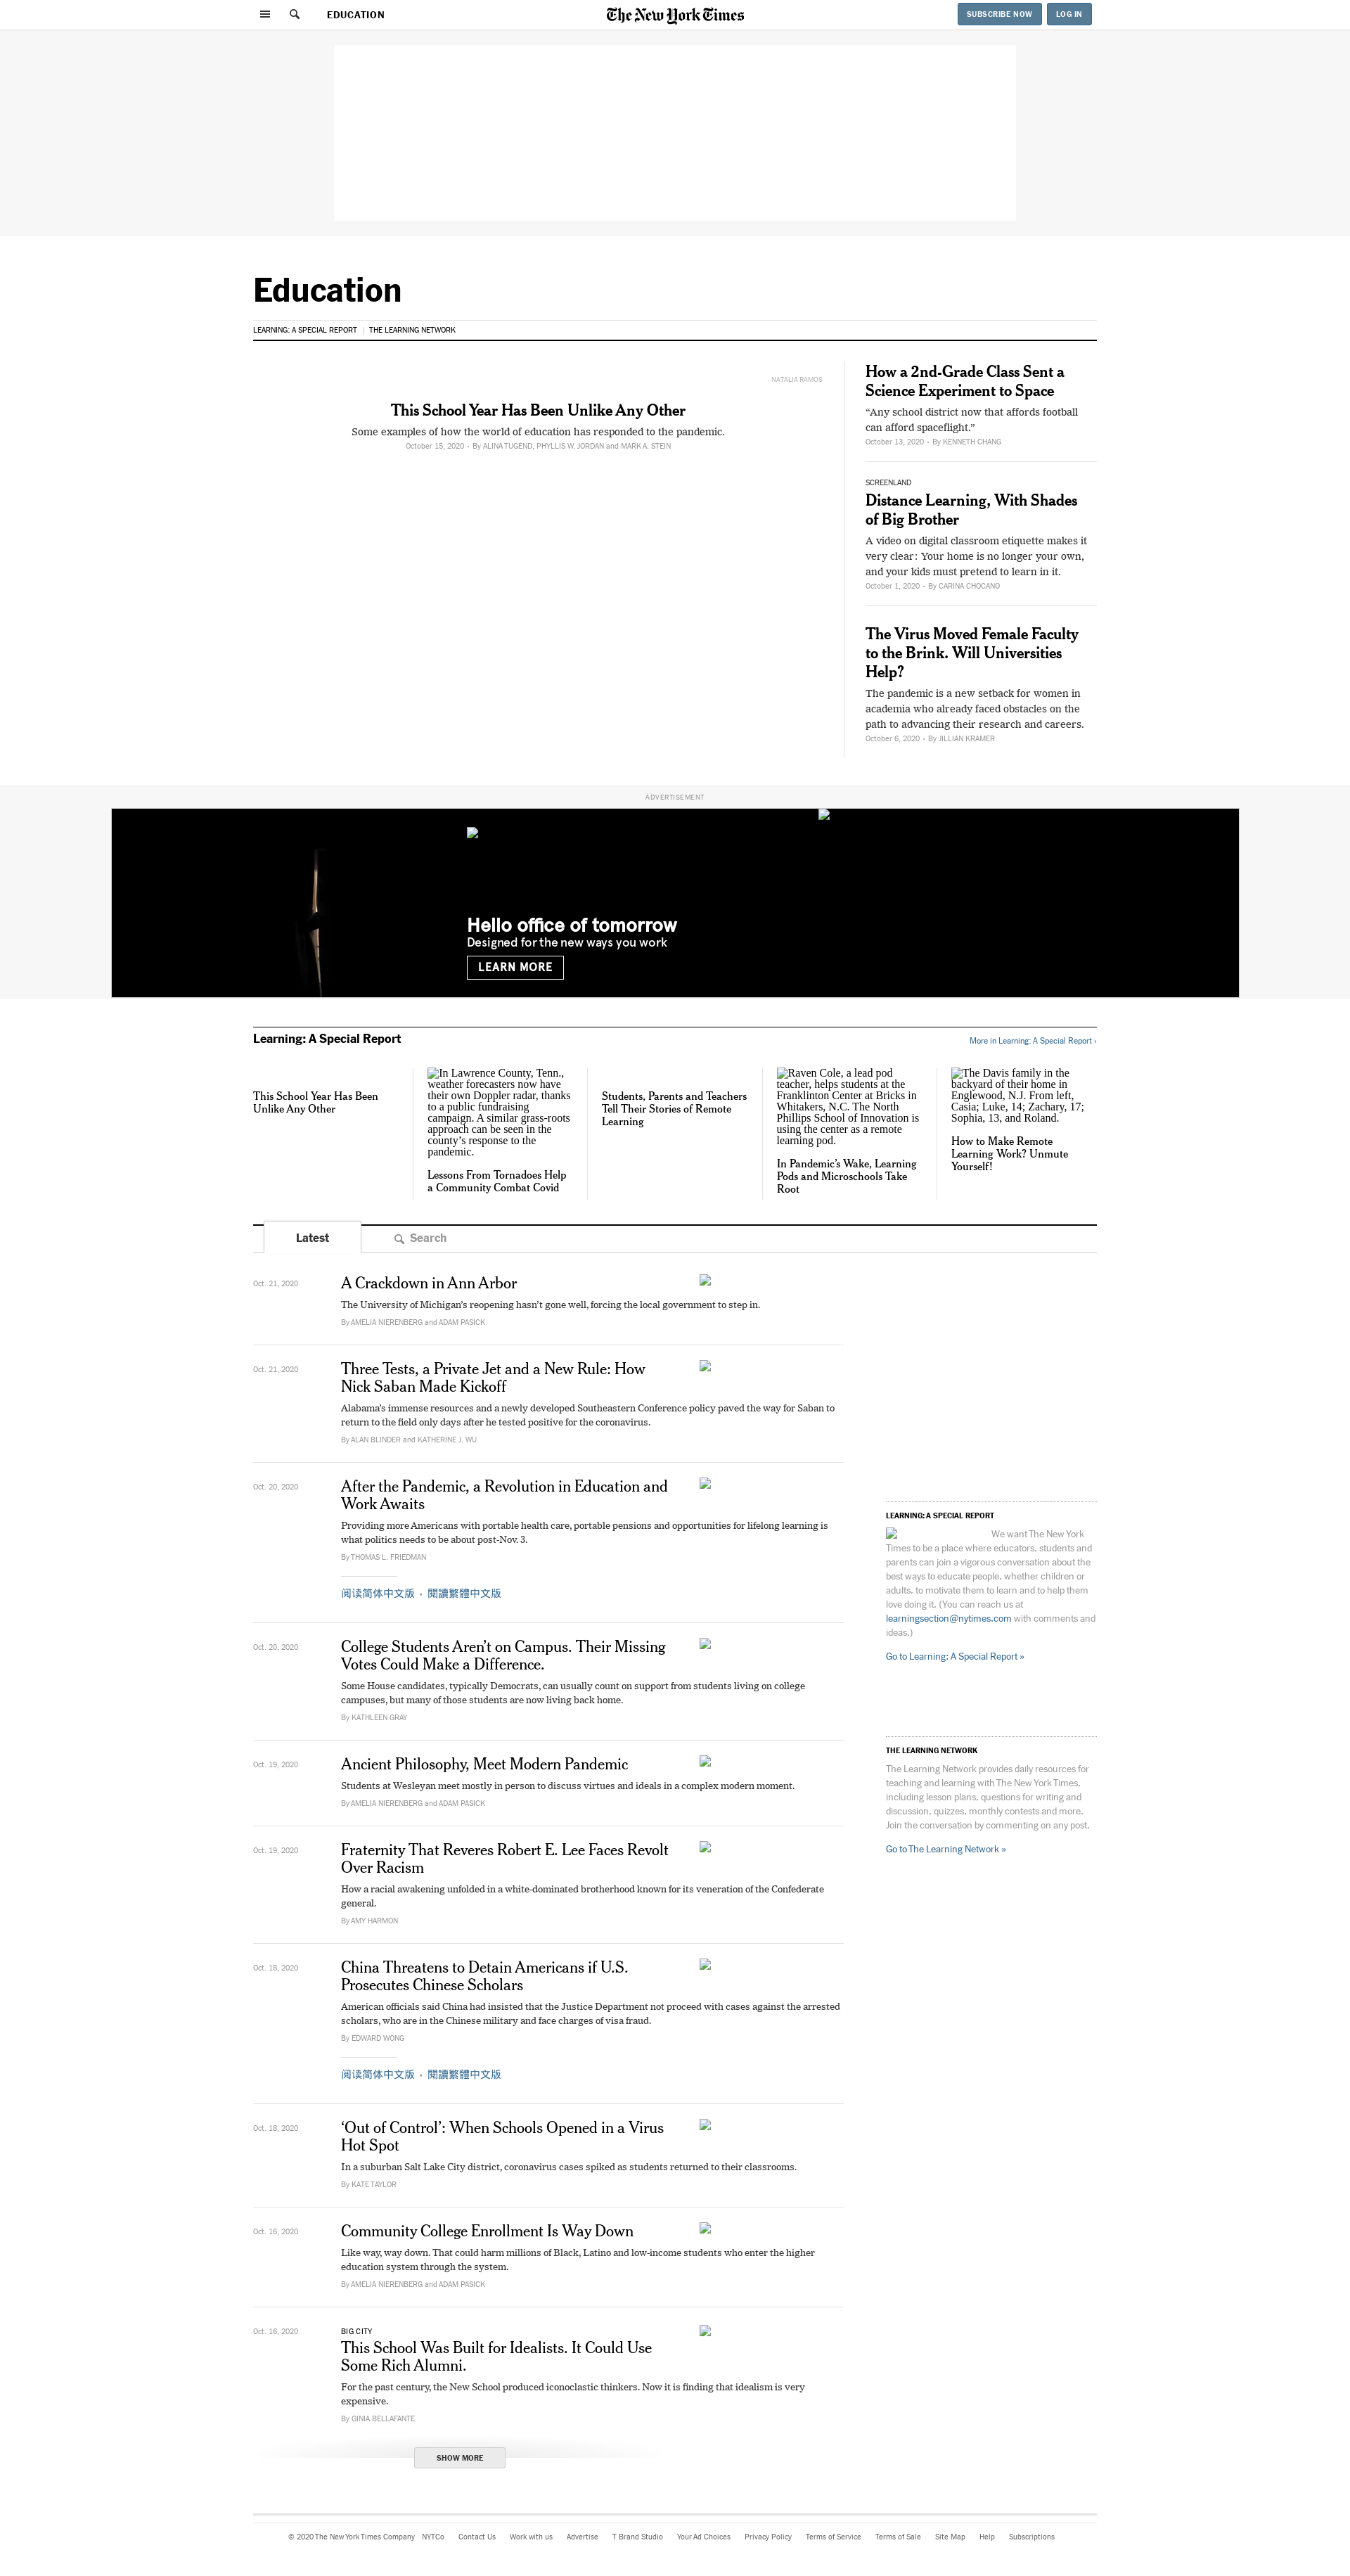 EDUCATION
The New York Times
SUBSCRIBE NOW
LOG IN
Education
LEARNING: A SPECIAL REPORT | THE LEARNING NETWORK
NATALIA RAMOS
This School Year Has Been Unlike Any Other
Some examples of how the world of education has responded to the pandemic.
October 15, 2020 - By ALINA TUGEND, PHYLLIS W. JORDAN and MARK A. STEIN
How a 2nd-Grade Class Sent a
Science Experiment to Space
“Any school district now that affords football
can afford spaceflight.”
October 13, 2020 - By KENNETH CHANG
SCREENLAND
Distance Learning, With Shades
of Big Brother
A video on digital classroom etiquette makes it
very clear: Your home is no longer your own,
and your kids must pretend to learn in it.
October 1, 2020 - By CARINA CHOCANO
The Virus Moved Female Faculty
to the Brink. Will Universities
Help?
The pandemic is a new setback for women in
academia who already faced obstacles on the
path to advancing their research and careers.
October 6, 2020 - By JILLIAN KRAMER
ADVERTISEMENT
Hello office of tomorrow
Designed for the new ways you work
LEARN MORE
Learning: A Special Report
More in Learning: A Special Report ›
This School Year Has Been
Unlike Any Other
In Lawrence County, Tenn.,
weather forecasters now have
their own Doppler radar, thanks
to a public fundraising
campaign. A similar grass-roots
approach can be seen in the
county’s response to the
pandemic.
Lessons From Tornadoes Help
a Community Combat Covid
Students, Parents and Teachers
Tell Their Stories of Remote
Learning
Raven Cole, a lead pod
teacher, helps students at the
Franklinton Center at Bricks in
Whitakers, N.C. The North
Phillips School of Innovation is
using the center as a remote
learning pod.
In Pandemic’s Wake, Learning
Pods and Microschools Take
Root
The Davis family in the
backyard of their home in
Englewood, N.J. From left,
Casia; Luke, 14; Zachary, 17;
Sophia, 13, and Roland.
How to Make Remote
Learning Work? Unmute
Yourself!
Latest
Search
Oct. 21, 2020
A Crackdown in Ann Arbor
The University of Michigan’s reopening hasn’t gone well, forcing the local government to step in.
By AMELIA NIERENBERG and ADAM PASICK
Oct. 21, 2020
Three Tests, a Private Jet and a New Rule: How
Nick Saban Made Kickoff
Alabama’s immense resources and a newly developed Southeastern Conference policy paved the way for Saban to
return to the field only days after he tested positive for the coronavirus.
By ALAN BLINDER and KATHERINE J. WU
Oct. 20, 2020
After the Pandemic, a Revolution in Education and
Work Awaits
Providing more Americans with portable health care, portable pensions and opportunities for lifelong learning is
what politics needs to be about post-Nov. 3.
By THOMAS L. FRIEDMAN
阅读简体中文版 • 閱讀繁體中文版
Oct. 20, 2020
College Students Aren’t on Campus. Their Missing
Votes Could Make a Difference.
Some House candidates, typically Democrats, can usually count on support from students living on college
campuses, but many of those students are now living back home.
By KATHLEEN GRAY
Oct. 19, 2020
Ancient Philosophy, Meet Modern Pandemic
Students at Wesleyan meet mostly in person to discuss virtues and ideals in a complex modern moment.
By AMELIA NIERENBERG and ADAM PASICK
Oct. 19, 2020
Fraternity That Reveres Robert E. Lee Faces Revolt
Over Racism
How a racial awakening unfolded in a white-dominated brotherhood known for its veneration of the Confederate
general.
By AMY HARMON
Oct. 18, 2020
China Threatens to Detain Americans if U.S.
Prosecutes Chinese Scholars
American officials said China had insisted that the Justice Department not proceed with cases against the arrested
scholars, who are in the Chinese military and face charges of visa fraud.
By EDWARD WONG
阅读简体中文版 • 閱讀繁體中文版
Oct. 18, 2020
‘Out of Control’: When Schools Opened in a Virus
Hot Spot
In a suburban Salt Lake City district, coronavirus cases spiked as students returned to their classrooms.
By KATE TAYLOR
Oct. 16, 2020
Community College Enrollment Is Way Down
Like way, way down. That could harm millions of Black, Latino and low-income students who enter the higher
education system through the system.
By AMELIA NIERENBERG and ADAM PASICK
Oct. 16, 2020
BIG CITY
This School Was Built for Idealists. It Could Use
Some Rich Alumni.
For the past century, the New School produced iconoclastic thinkers. Now it is finding that idealism is very
expensive.
By GINIA BELLAFANTE
SHOW MORE
LEARNING: A SPECIAL REPORT
We want The New York
Times to be a place where educators, students and
parents can join a vigorous conversation about the
best ways to educate people, whether children or
adults, to motivate them to learn and to help them
love doing it. (You can reach us at
learningsection@nytimes.com with comments and
ideas.)
Go to Learning: A Special Report »
THE LEARNING NETWORK
The Learning Network provides daily resources for
teaching and learning with The New York Times,
including lesson plans, questions for writing and
discussion, quizzes, monthly contests and more.
Join the conversation by commenting on any post.
Go to The Learning Network »
© 2020 The New York Times Company NYTCo Contact Us Work with us Advertise T Brand Studio Your Ad Choices Privacy Policy Terms of Service Terms of Sale Site Map Help Subscriptions